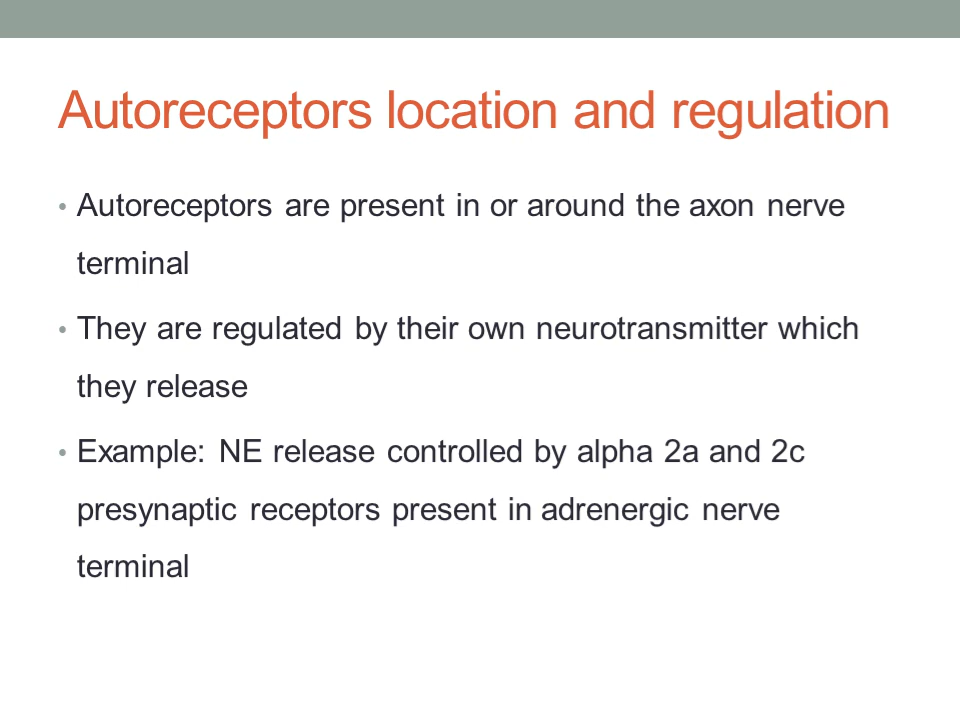 Autoreceptors location and regulation
• Autoreceptors are present in or around the axon nerve
terminal
• They are regulated by their own neurotransmitter which
they release
• Example: NE release controlled by alpha 2a and 2c
presynaptic receptors present in adrenergic nerve
terminal